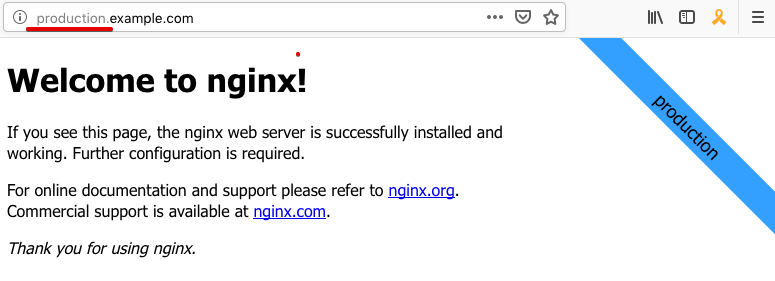 production.example.com
Welcome to nginx!
production
If you see this page, the nginx web server is successfully installed and
working. Further configuration is required.
For online documentation and support please refer to nginx.org.
Commercial support is available at nginx.com.
Thank you for using nginx.